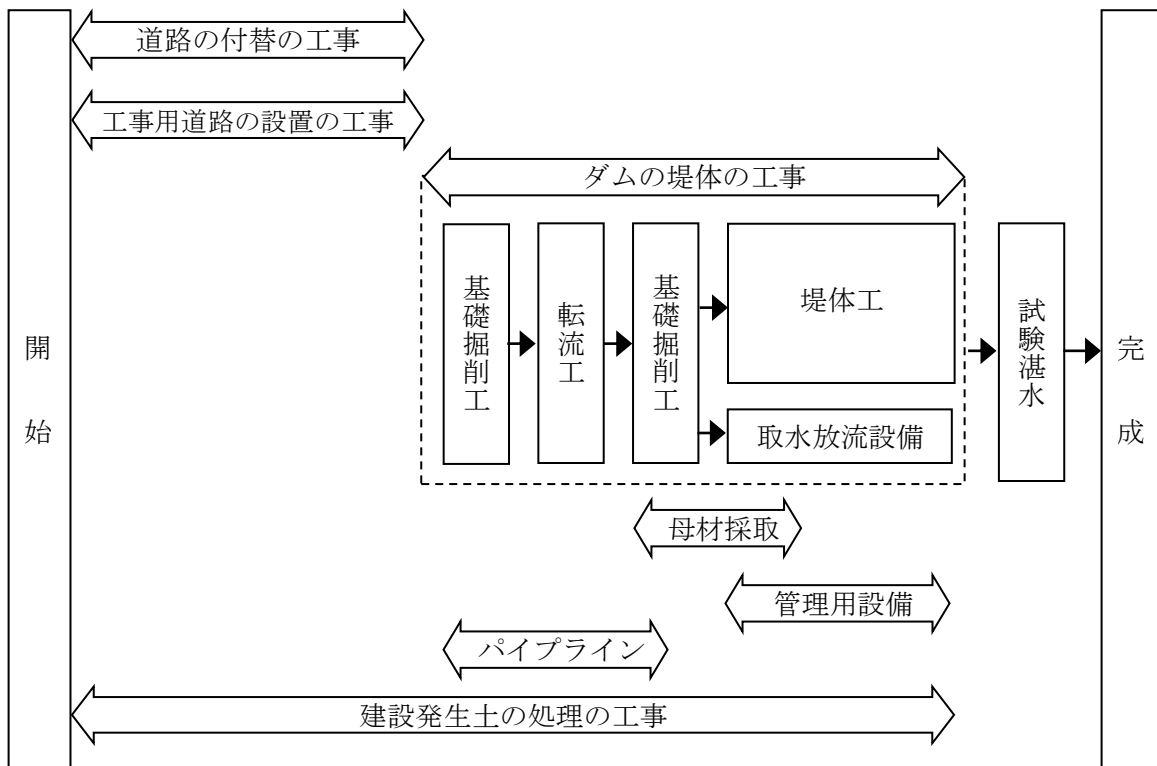 道路の付替の工事
工事用道路の設置の工事
ダムの堤体の工事
開始
基礎掘削工
転流工
基礎掘削工
堤体工
取水放流設備
試験湛水
完成
母材採取
管理用設備
パイプライン
建設発生土の処理の工事